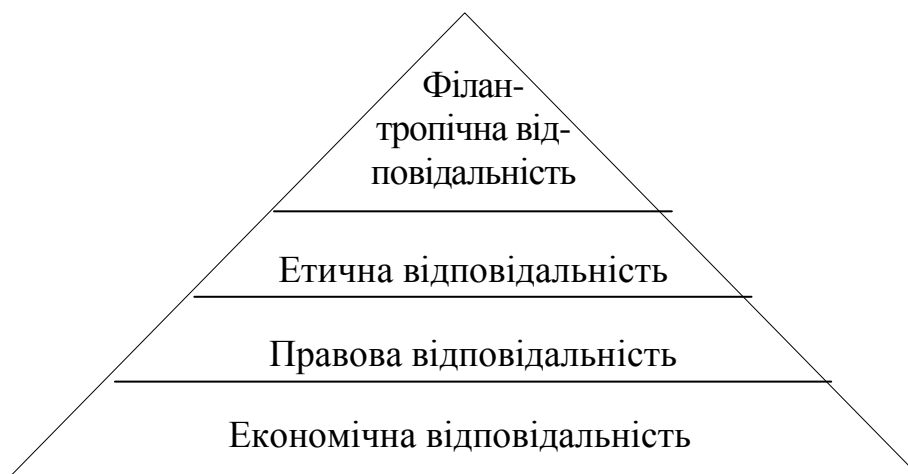 Філан-
тропічна від-
повідальність
Етична відповідальність
Правова відповідальність
Економічна відповідальність